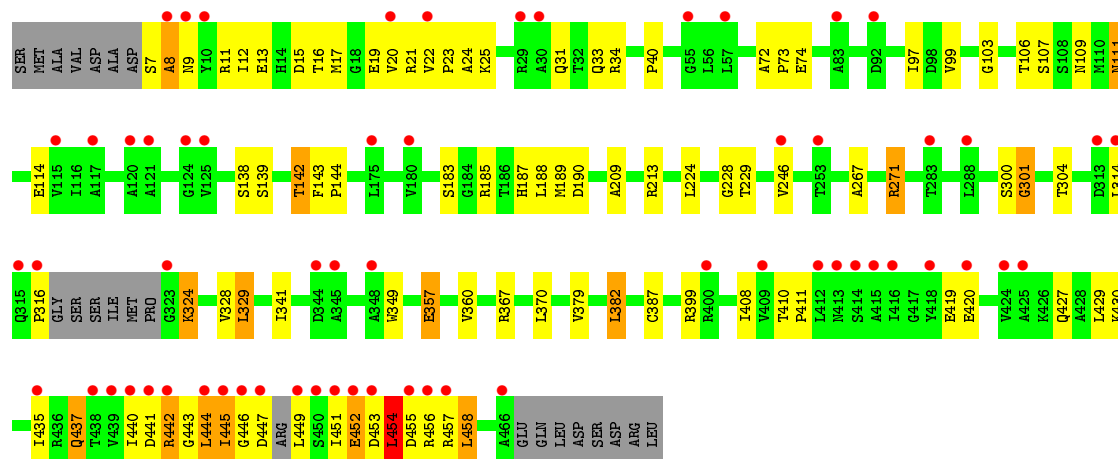 SER MET ALA VAL ASP ALA ASP S7 A8 N9 Y10 R11 I12 E13 H14 D15 T16 M17 G18 E19 V20 R21 V22 P23 A24 K25 R29 A30 Q31 T32 Q33 R34 P40 G55 L56 L57 A72 P73 E74 A83 D92 I97 D98 V99 G103 T106 S107 S108 N109 M110 N111
E114 V115 I116 A117 A120 A121 G124 V125 S138 S139 T142 F143 P144 L175 V180 S183 G184 R185 T186 H187 L188 M189 D190 A209 R213 L224 G228 T229 V246 T253 A267 R271 T283 L288 S300 G301 T304 D313 L314
Q315 P316 GLY SER SER ILE MET PRO G323 K324 V328 L329 I341 D344 A345 A348 W349 E357 V360 R367 L370 V379 L382 C387 R399 R400 I408 V409 T410 P411 L412 N413 S414 A415 I416 G417 Y418 E419 E420 V424 A425 K426 Q427 A428 L429 K430
I435 R436 Q437 T438 V439 I440 D441 R442 G443 L444 I445 G446 D447 ARG L449 S450 I451 E452 D453 L454 D455 R456 R457 L458 A466 GLU GLN LEU ASP SER ASP ARG LEU